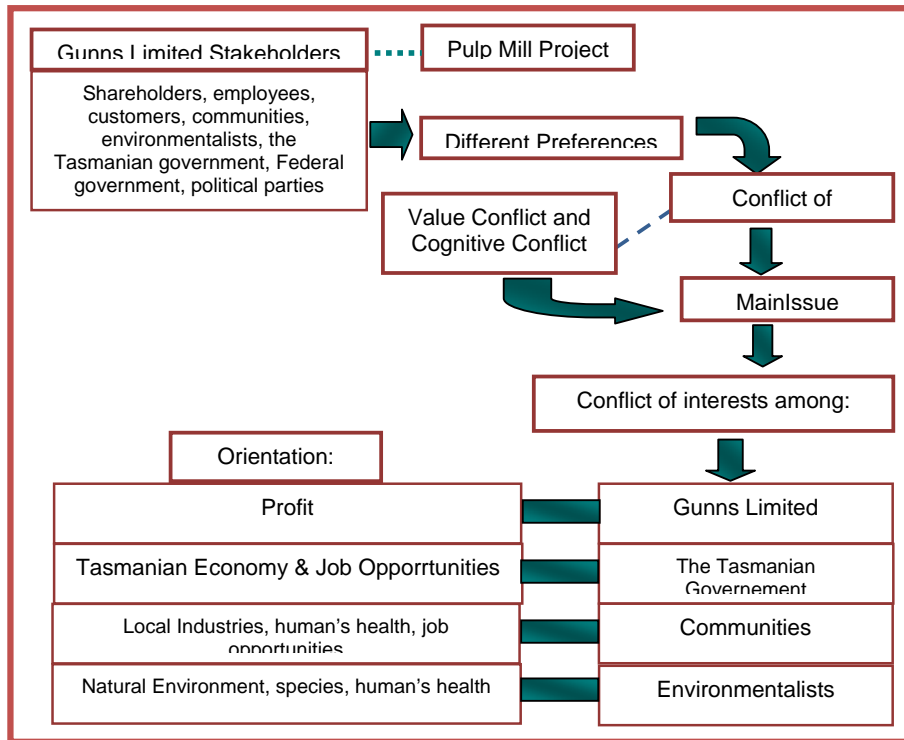 Gunns Limited Stakeholders
Pulp Mill Project
Shareholders, employees,
customers, communities,
environmentalists, the
Tasmanian government, Federal
government, political parties
Different Preferences
Conflict of
Value Conflict and
Cognitive Conflict
MainIssue
Conflict of interests among:
Orientation:
Profit
Gunns Limited
Tasmanian Economy & Job Opporrtunities
The Tasmanian
Governement
Local Industries, human's health, job
opportunities
Communities
Natural Environment, species, human's health
Environmentalists